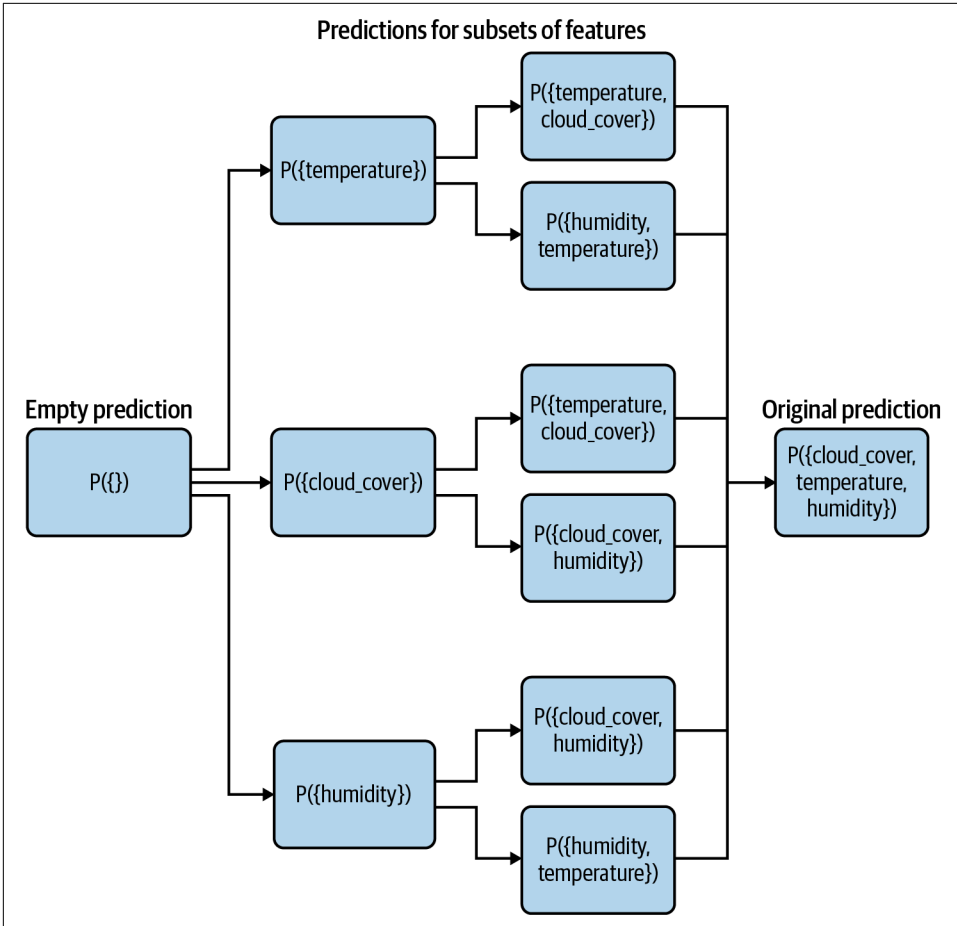 Predictions for subsets of features
P({temperature,
cloud_cover})
P({temperature})
P({humidity,
temperature})
Empty prediction
P({})
P({temperature,
cloud_cover})
P({cloud_cover})
P({cloud_cover,
humidity})
Original prediction
P({cloud_cover,
temperature,
humidity})
P({cloud_cover,
humidity})
P({humidity})
P({humidity,
temperature})